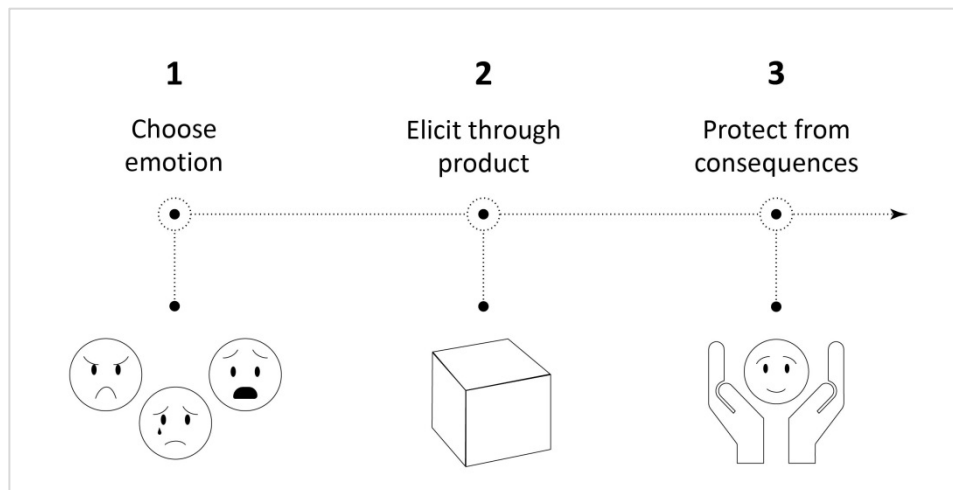 1
Choose
emotion
2
Elicit through
product
3
Protect from
consequences